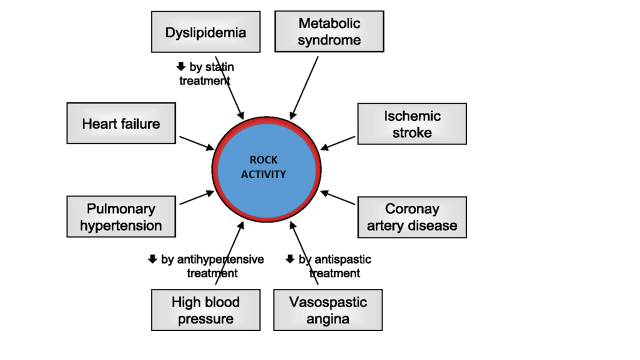 Dyslipidemia
Metabolic
syndrome
⬇ by statin
treatment
Heart failure
Ischemic
stroke
ROCK
ACTIVITY
Pulmonary
hypertension
Coronay
artery disease
⬇ by antihypertensive
treatment
⬇ by antispastic
treatment
High blood
pressure
Vasospastic
angina